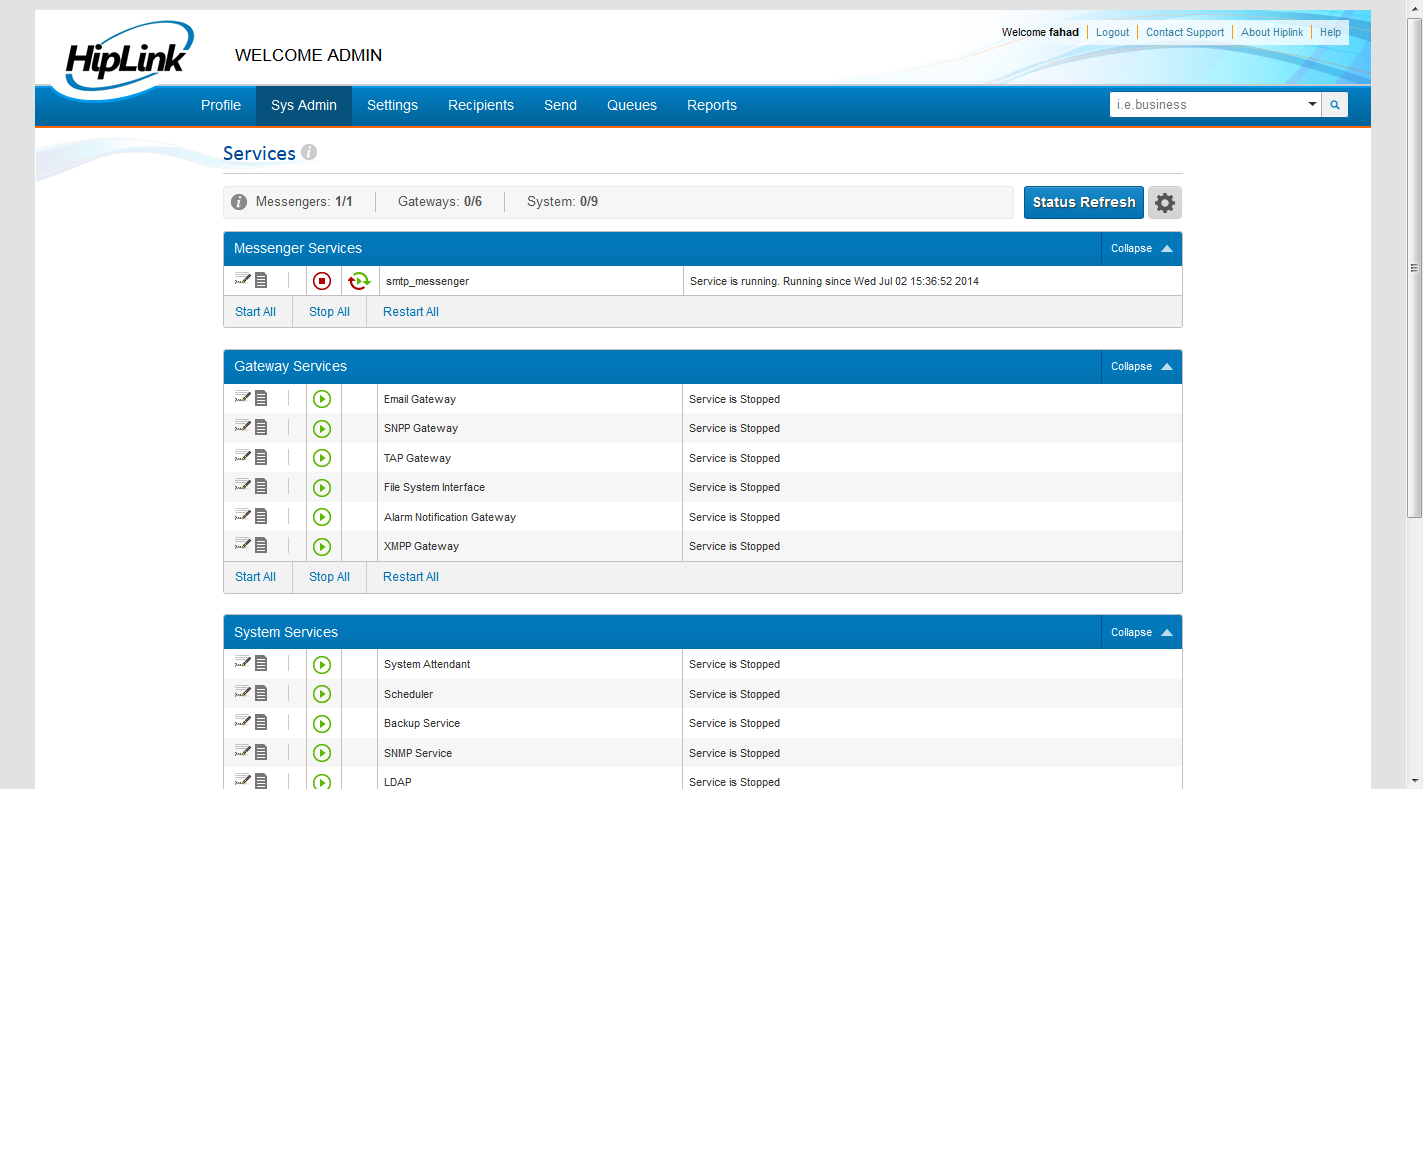 HipLink
WELCOME ADMIN
Welcome fahad Logout Contact Support About Hiplink Help
Profile Sys Admin Settings Recipients Send Queues Reports i.e.business
Services
Messengers: 1/1 Gateways: 0/6 System: 0/9 Status Refresh
Messenger Services Collapse
smtp_messenger Service is running. Running since Wed Jul 02 15:36:52 2014
Start All Stop All Restart All
Gateway Services Collapse
Email Gateway Service is Stopped
SNPP Gateway Service is Stopped
TAP Gateway Service is Stopped
File System Interface Service is Stopped
Alarm Notification Gateway Service is Stopped
XMPP Gateway Service is Stopped
Start All Stop All Restart All
System Services Collapse
System Attendant Service is Stopped
Scheduler Service is Stopped
Backup Service Service is Stopped
SNMP Service Service is Stopped
LDAP Service is Stopped